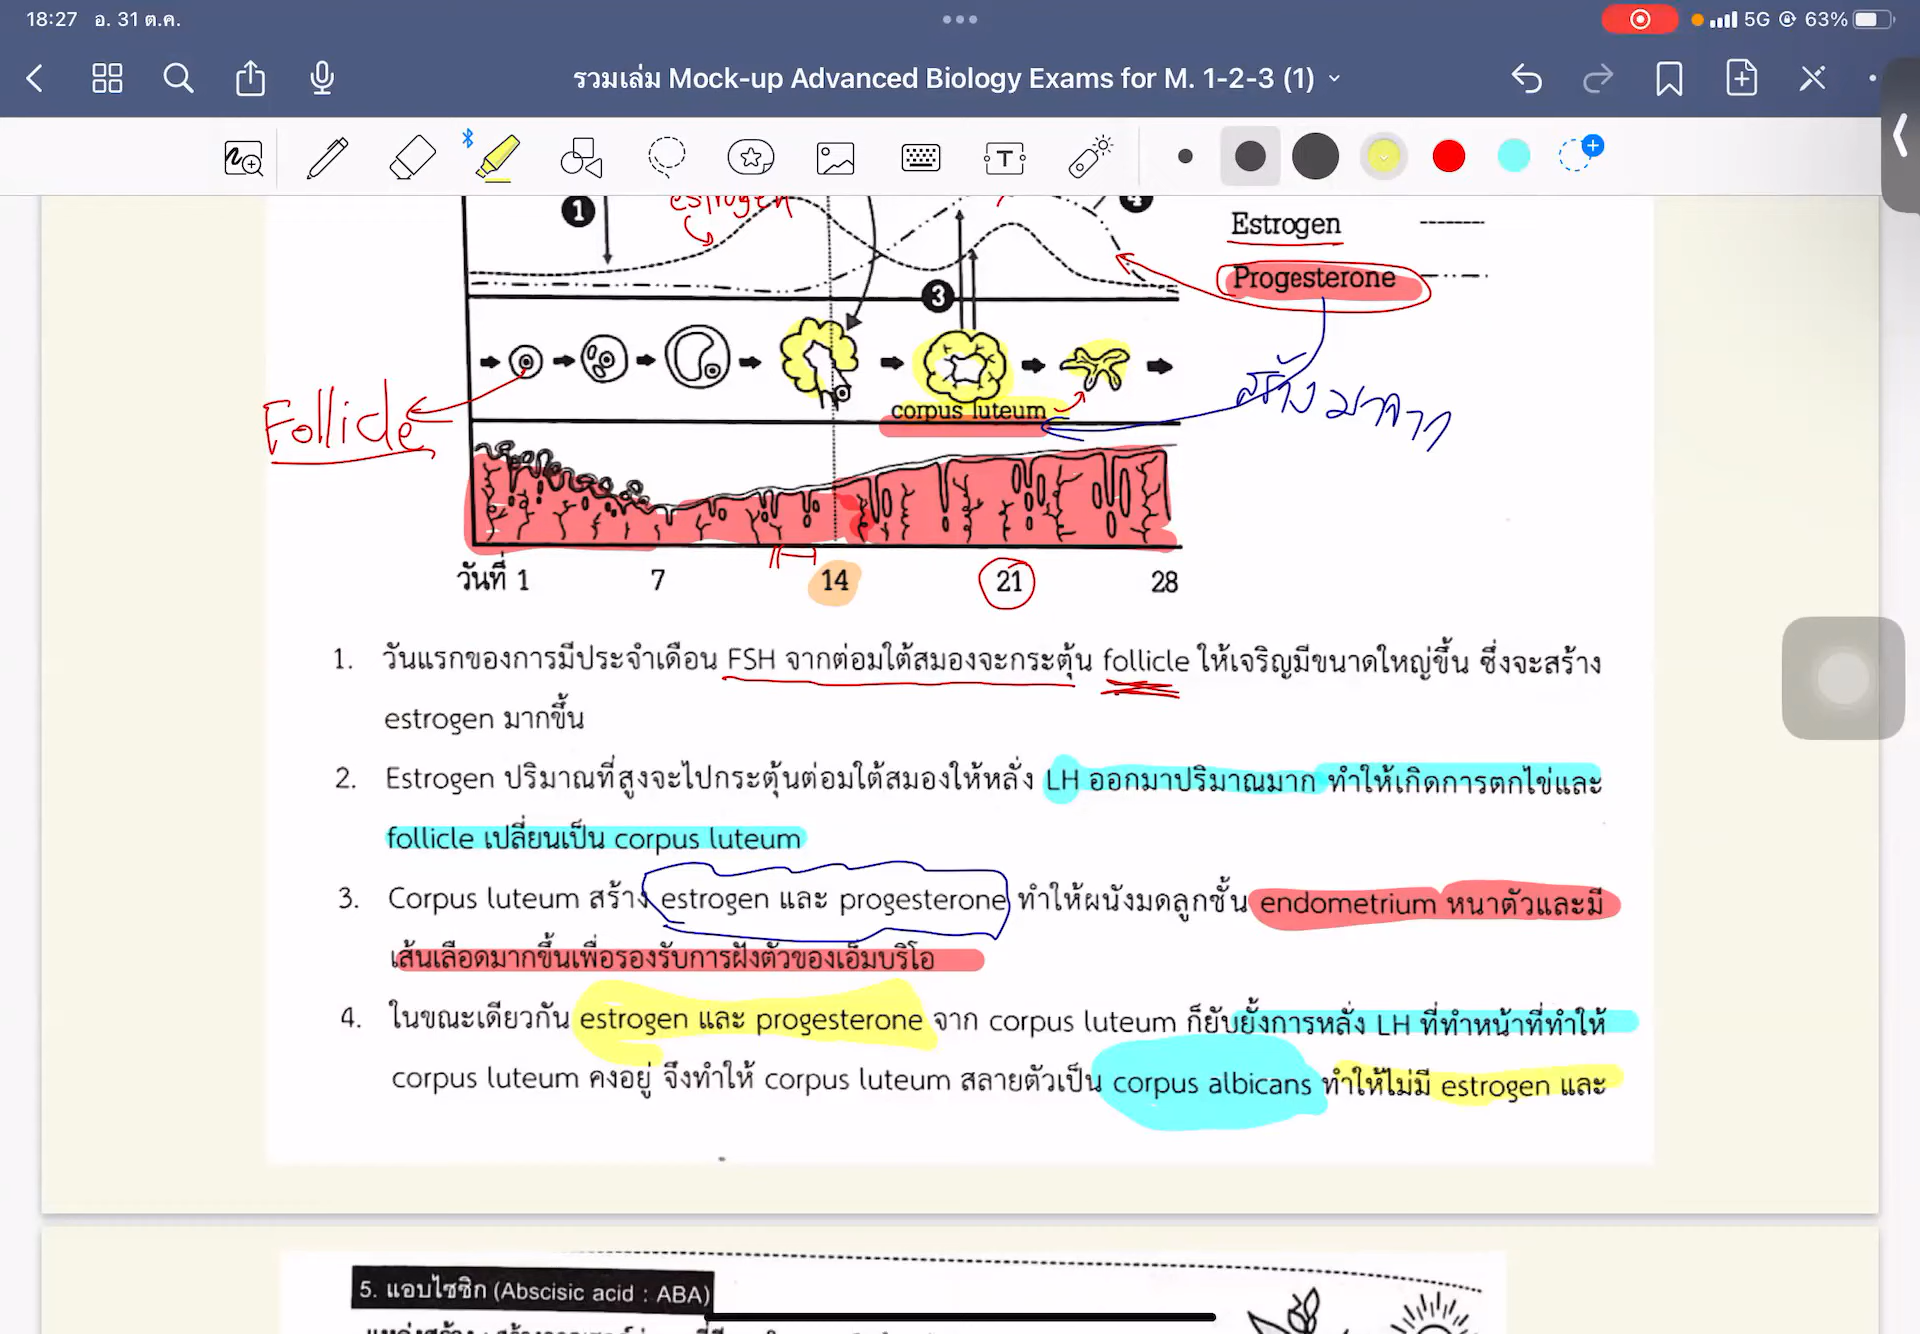 18:27 อ. 31 ต.ค.
5G 63%
รวมเล่ม Mock-up Advanced Biology Exams for M. 1-2-3 (1)
T
1
estrogen
4
Estrogen
Progesterone
3
Follicle
corpus luteum
สร้าง มาจาก
วันที่ 1 7 14 21 28
1. วันแรกของการมีประจำเดือน FSH จากต่อมใต้สมองจะกระตุ้น follicle ให้เจริญมีขนาดใหญ่ขึ้น ซึ่งจะสร้าง
estrogen มากขึ้น
2. Estrogen ปริมาณที่สูงจะไปกระตุ้นต่อมใต้สมองให้หลั่ง LH ออกมาปริมาณมาก ทำให้เกิดการตกไข่และ
follicle เปลี่ยนเป็น corpus luteum
3. Corpus luteum สร้าง estrogen และ progesterone ทำให้ผนังมดลูกชั้น endometrium หนาตัวและมี
เส้นเลือดมากขึ้นเพื่อรองรับการฝังตัวของเอ็มบริโอ
4. ในขณะเดียวกัน estrogen และ progesterone จาก corpus luteum ก็ยับยั้งการหลั่ง LH ที่ทำหน้าที่ทำให้
corpus luteum คงอยู่ จึงทำให้ corpus luteum สลายตัวเป็น corpus albicans ทำให้ไม่มี estrogen และ
5. แอบไซซิก (Abscisic acid : ABA)